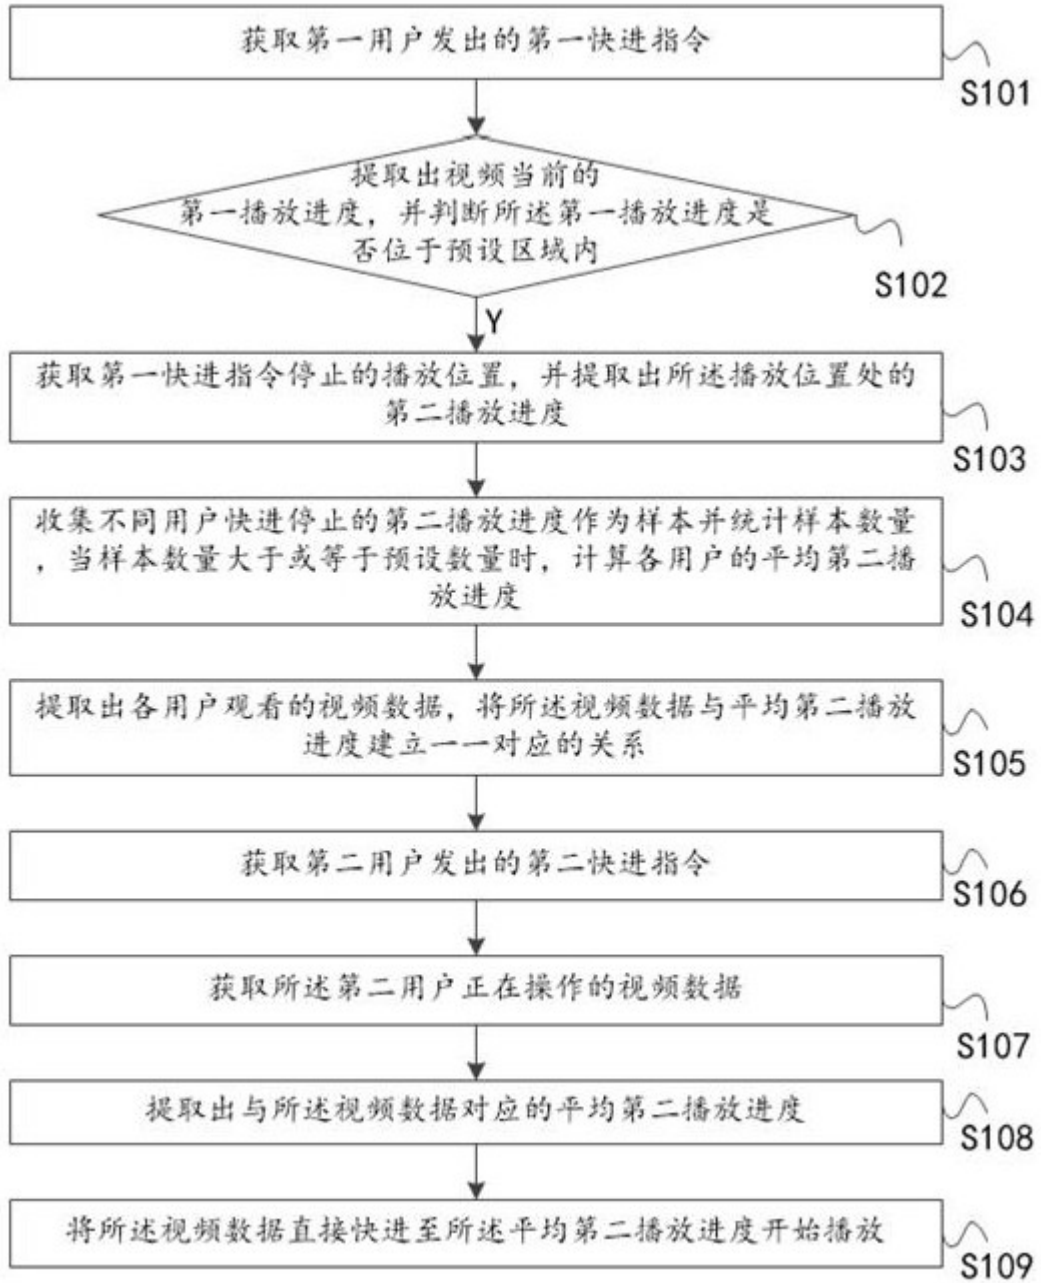 获取第一用户发出的第一快进指令
S101
提取出视频当前的
第一播放进度，并判断所述第一播放进度是
否位于预设区域内
S102
Y
获取第一快进指令停止的播放位置，并提取出所述播放位置处的
第二播放进度
S103
收集不同用户快进停止的第二播放进度作为样本并统计样本数量
，当样本数量大于或等于预设数量时，计算各用户的平均第二播
放进度
S104
提取出各用户观看的视频数据，将所述视频数据与平均第二播放
进度建立一一对应的关系
S105
获取第二用户发出的第二快进指令
S106
获取所述第二用户正在操作的视频数据
S107
提取出与所述视频数据对应的平均第二播放进度
S108
将所述视频数据直接快进至所述平均第二播放进度开始播放
S109